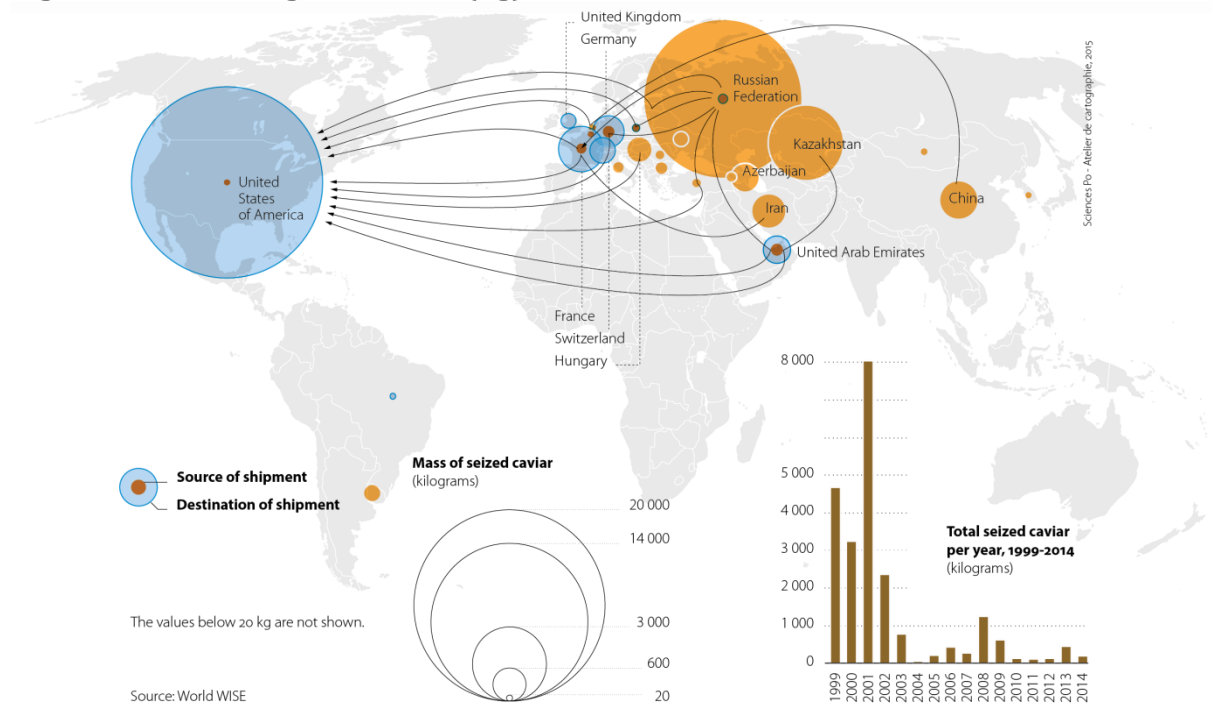 United Kingdom
Germany
Russian
Federation
Kazakhstan
Azerbaijan
Iran
China
United Arab Emirates
United
States
of America
France
Switzerland
Hungary
Sciences Po - Atelier de cartographie, 2015
Source of shipment
Destination of shipment
Mass of seized caviar
(kilograms)
20 000
14 000
3 000
600
20
The values below 20 kg are not shown.
Source: World WISE
Total seized caviar
per year, 1999-2014
(kilograms)
8 000
5 000
4 000
3 000
2 000
1 000
0
1999
2000
2001
2002
2003
2004
2005
2006
2007
2008
2009
2010
2011
2012
2013
2014